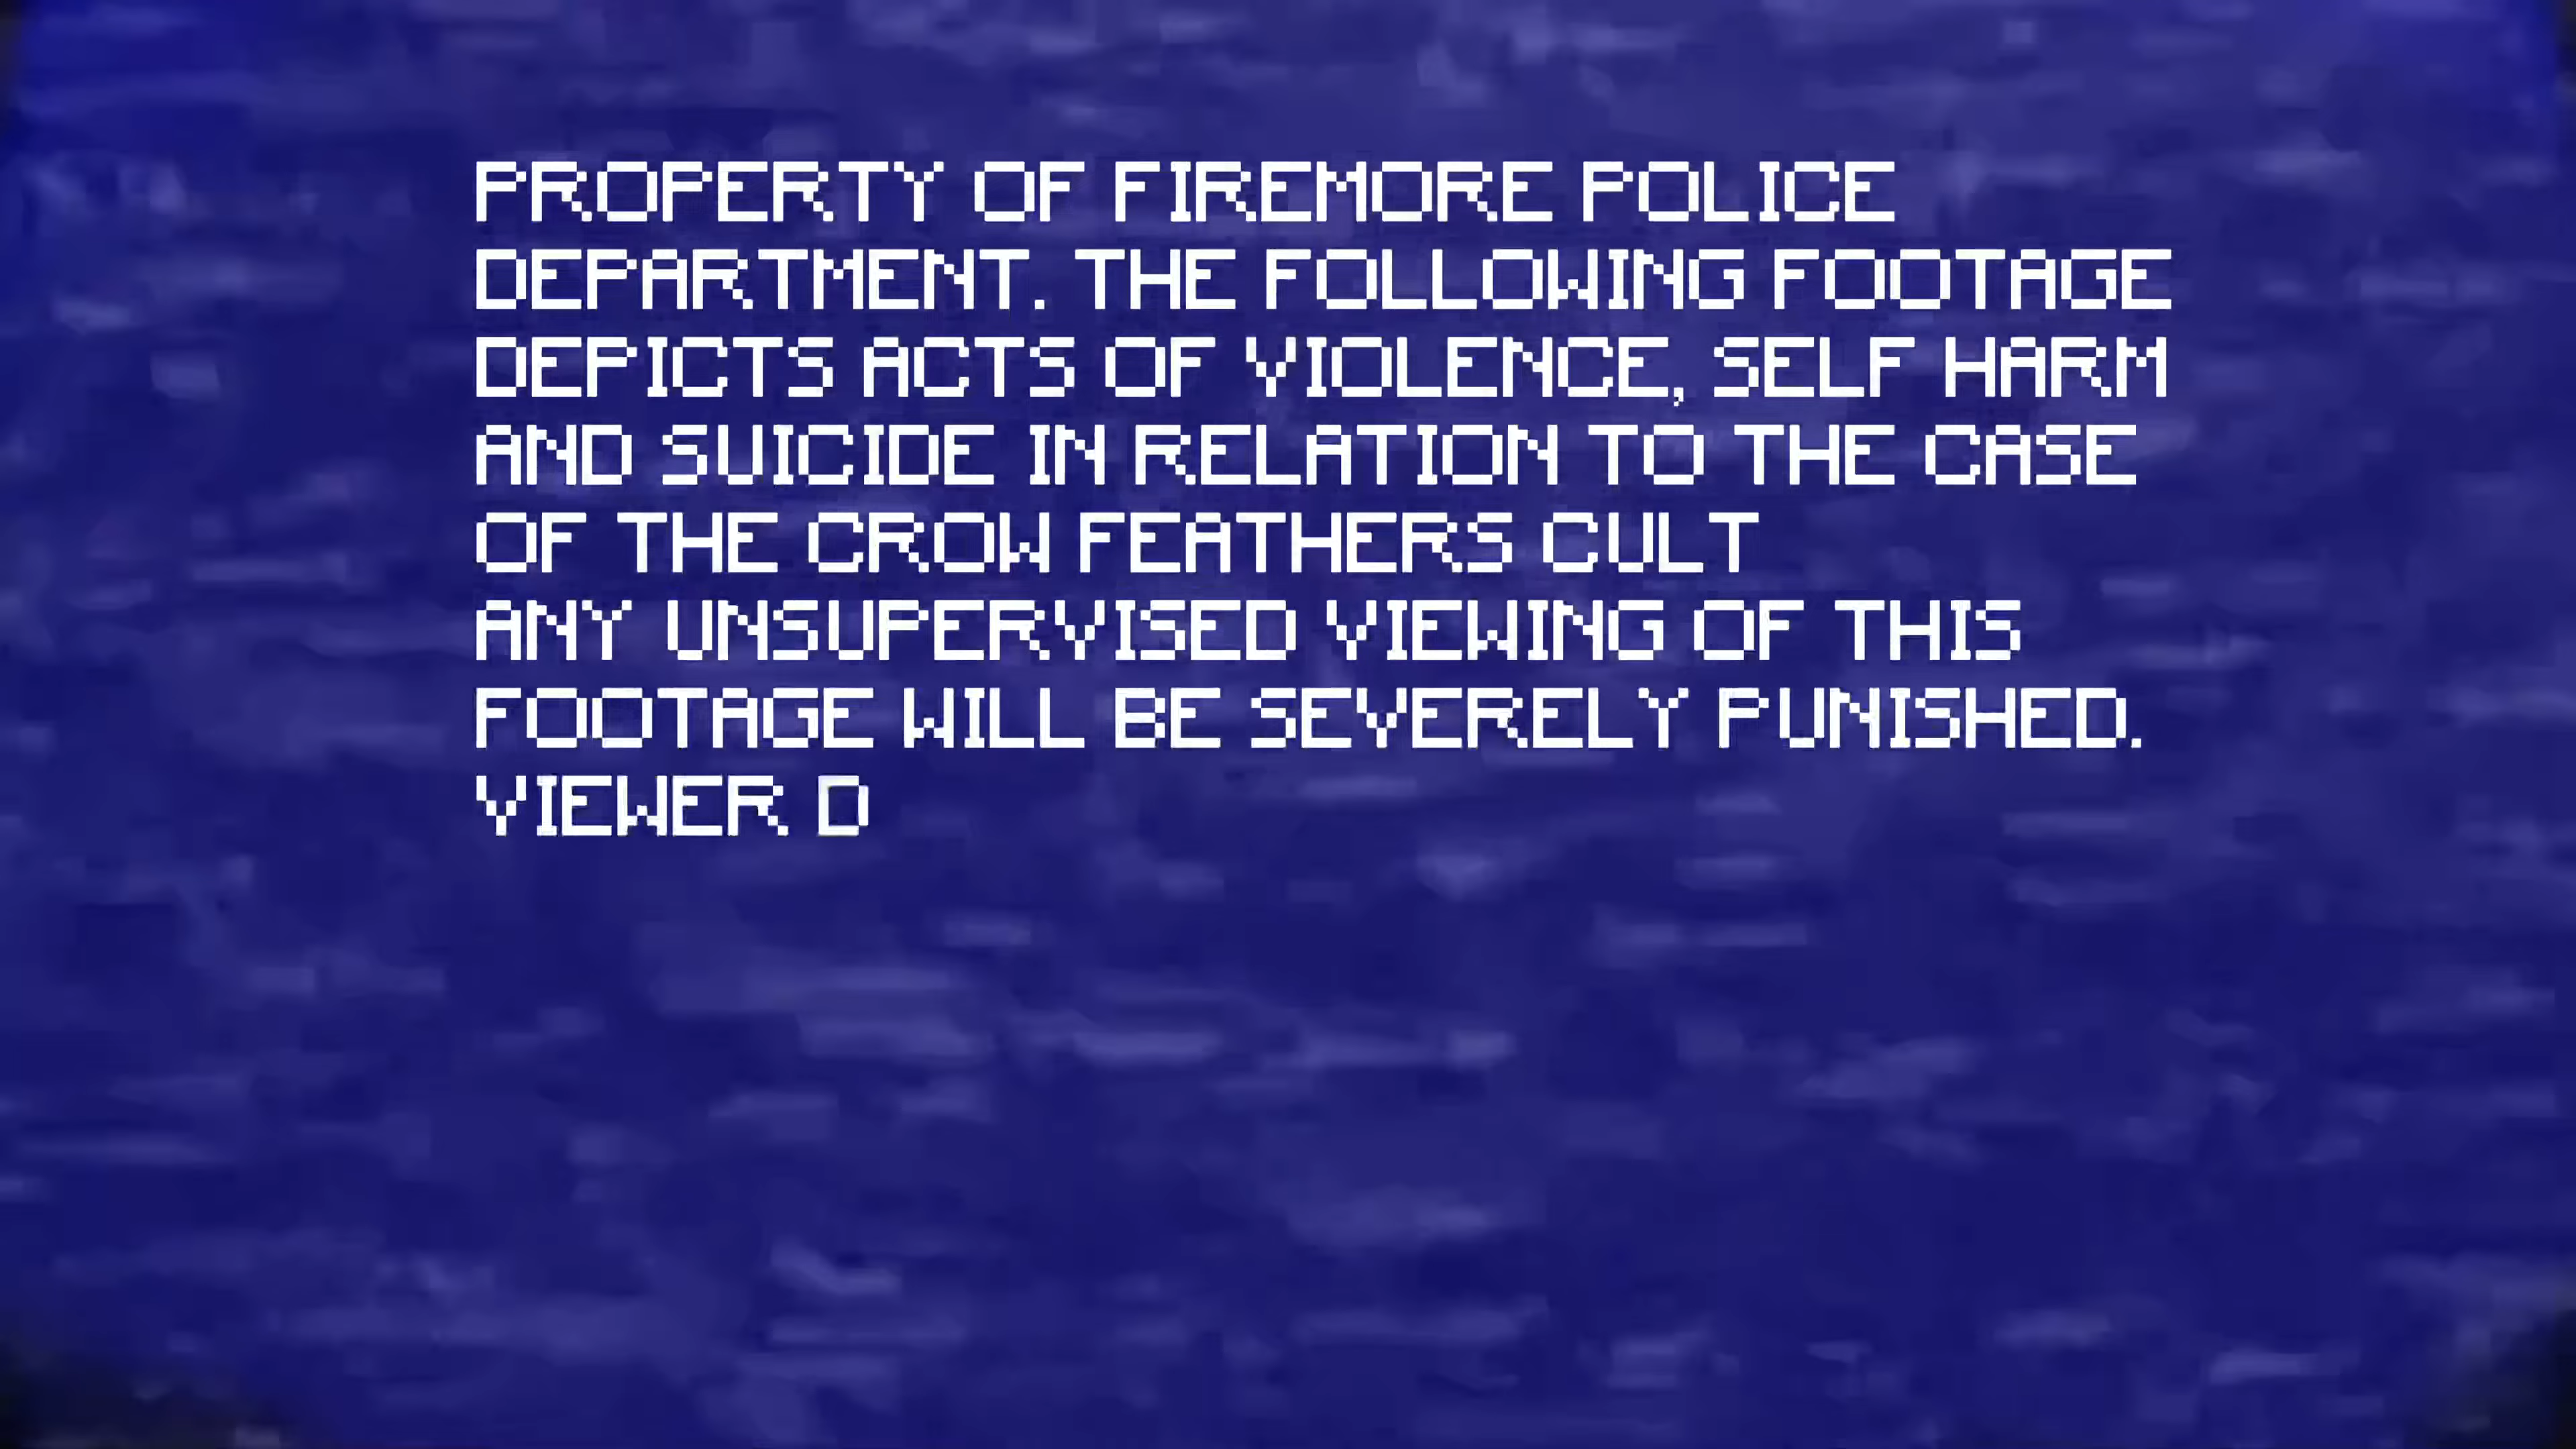 PROPERTY OF FIREMORE POLICE
DEPARTMENT. THE FOLLOWING FOOTAGE
DEPICTS ACTS OF VIOLENCE, SELF HARM
AND SUICIDE IN RELATION TO THE CASE
OF THE CROW FEATHERS CULT
ANY UNSUPERVISED VIEWING OF THIS
FOOTAGE WILL BE SEVERELY PUNISHED.
VIEWER D